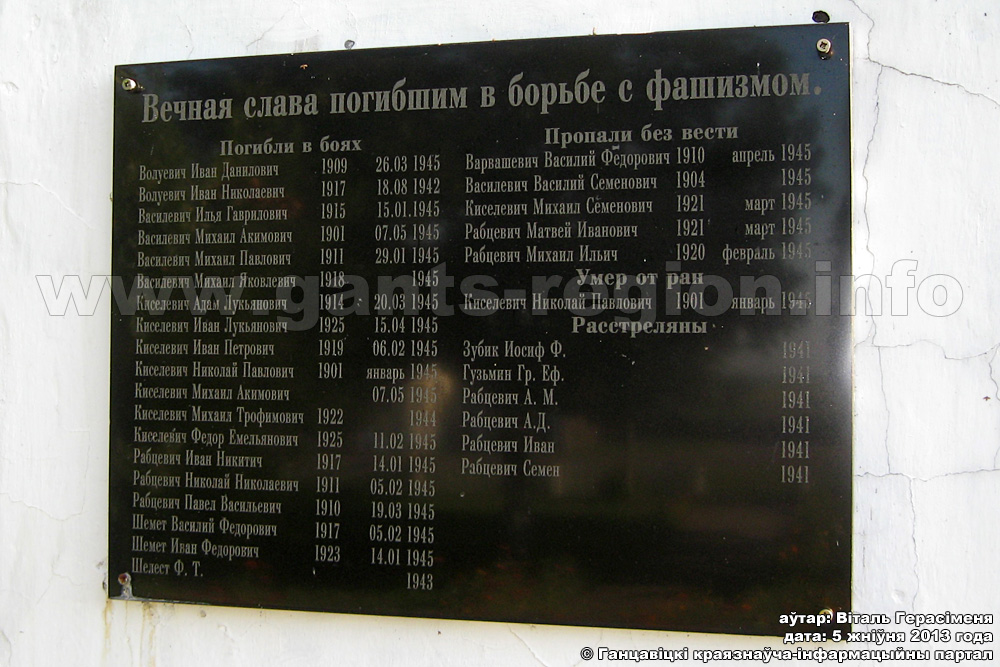 Вечная слава погибшим в борьбе с фашизмом.
Погибли в боях
Волуевич Иван Данилович 1909 26.03 1945
Волуевич Иван Николаевич 1917 18.08 1942
Василевич Илья Гаврилович 1915 15.01.1945
Василевич Михаил Акимович 1901 07.05 1945
Василевич Михаил Павлович 1911 29.01 1945
Василевич Михаил Яковлевич 1918 1945
Киселевич Адам Лукьянович 1914 20.03 1945
Киселевич Иван Лукьянович 1925 15.04 1945
Киселевич Иван Петрович 1919 06.02 1945
Киселевич Николай Павлович 1901 январь 1945
Киселевич Михаил Акимович 07.05 1945
Киселевич Михаил Трофимович 1922 1944
Киселевич Федор Емельянович 1925 11.02 1945
Рабцевич Иван Никитич 1917 14.01 1945
Рабцевич Николай Николаевич 1911 05.02 1945
Рабцевич Павел Васильевич 1910 19.03 1945
Шемет Василий Федорович 1917 05.02 1945
Шемет Иван Федорович 1923 14.01 1945
Шелест Ф. Т. 1943
Пропали без вести
Варвашевич Василий Федорович 1910 апрель 1945
Василевич Василий Семенович 1904 1945
Киселевич Михаил Семенович 1921 март 1945
Рабцевич Матвей Иванович 1921 март 1945
Рабцевич Михаил Ильич 1920 февраль 1945
Умер от ран
Киселевич Николай Павлович 1901 январь 1945
Расстреляны
Зубик Иосиф Ф. 1941
Гузьмин Гр. Еф. 1941
Рабцевич А. М. 1941
Рабцевич А.Д. 1941
Рабцевич Иван 1941
Рабцевич Семен 1941
www.gants-region.info
аўтар: Віталь Герасіменя
дата: 5 жніўня 2013 года
© Ганцавіцкі краязнаўча-інфармацыйны партал